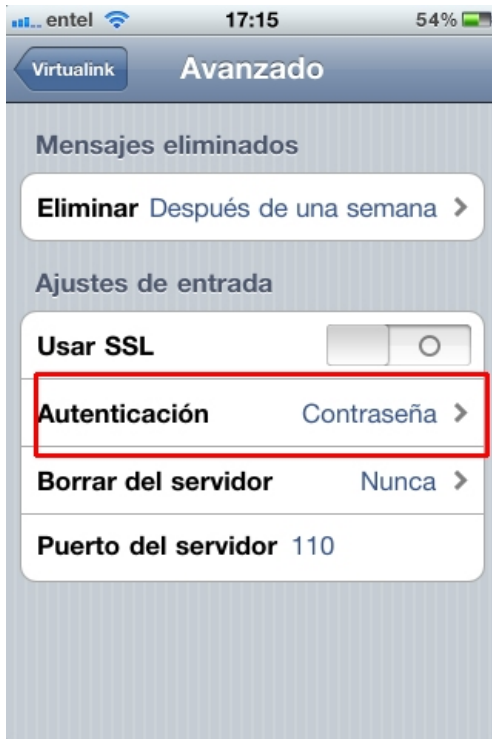 entel 17:15 54%
Virtualink Avanzado
Mensajes eliminados
Eliminar Después de una semana
Ajustes de entrada
Usar SSL
Autenticación Contraseña
Borrar del servidor Nunca
Puerto del servidor 110